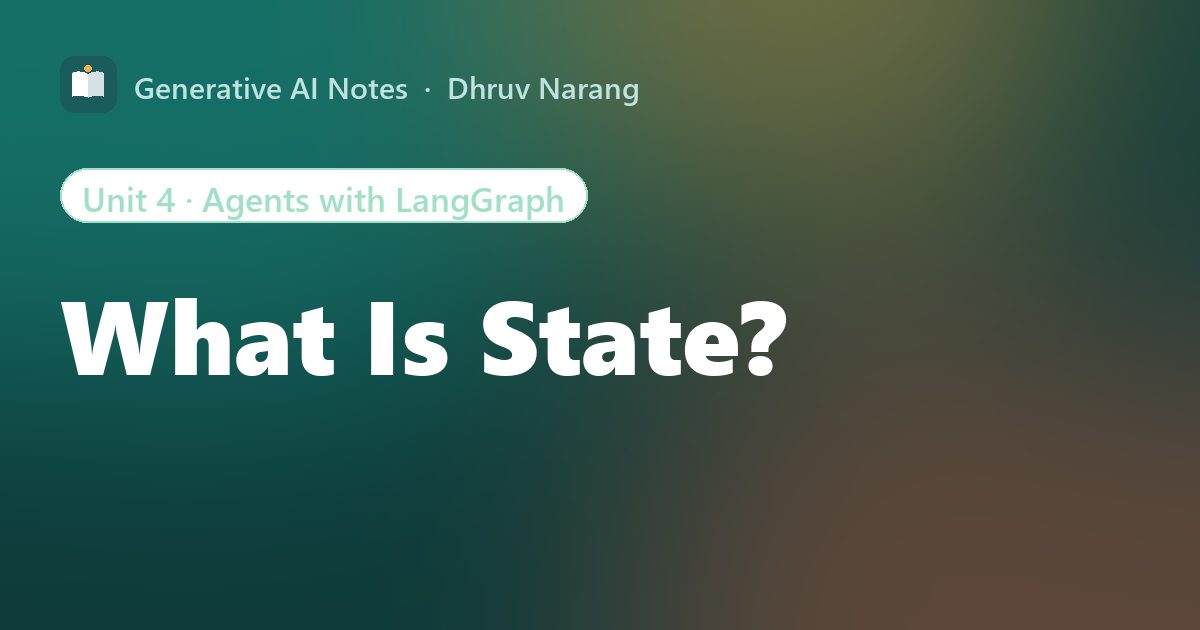 Generative AI Notes · Dhruv Narang
Unit 4 · Agents with LangGraph
What Is State?